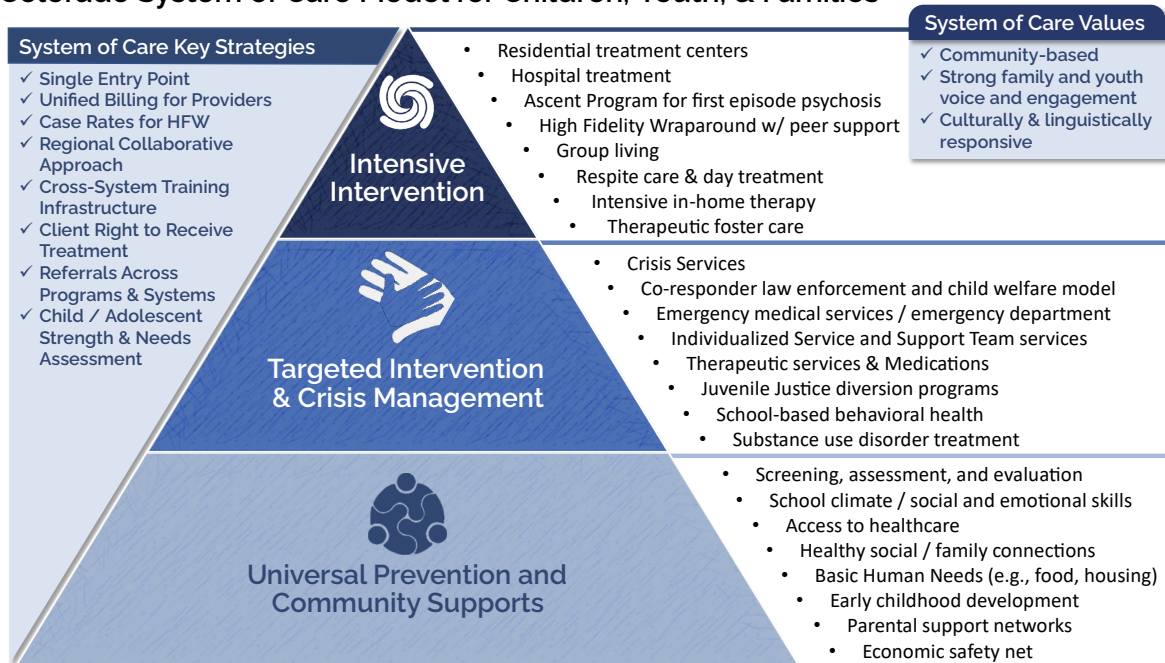 System of Care Model for Children, Youth, & Families
System of Care Key Strategies
✓ Single Entry Point
✓ Unified Billing for Providers
✓ Case Rates for HFW
✓ Regional Collaborative
Approach
✓ Cross-System Training
Infrastructure
✓ Client Right to Receive
Treatment
✓ Referrals Across
Programs & Systems
✓ Child / Adolescent
Strength & Needs
Assessment
Intensive
Intervention
• Residential treatment centers
• Hospital treatment
• Ascent Program for first episode psychosis
• High Fidelity Wraparound w/ peer support
• Group living
• Respite care & day treatment
• Intensive in-home therapy
• Therapeutic foster care
System of Care Values
✓ Community-based
✓ Strong family and youth
voice and engagement
✓ Culturally & linguistically
responsive
Targeted Intervention
& Crisis Management
• Crisis Services
• Co-responder law enforcement and child welfare model
• Emergency medical services / emergency department
• Individualized Service and Support Team services
• Therapeutic services & Medications
• Juvenile Justice diversion programs
• School-based behavioral health
• Substance use disorder treatment
Universal Prevention and
Community Supports
• Screening, assessment, and evaluation
• School climate / social and emotional skills
• Access to healthcare
• Healthy social / family connections
• Basic Human Needs (e.g., food, housing)
• Early childhood development
• Parental support networks
• Economic safety net